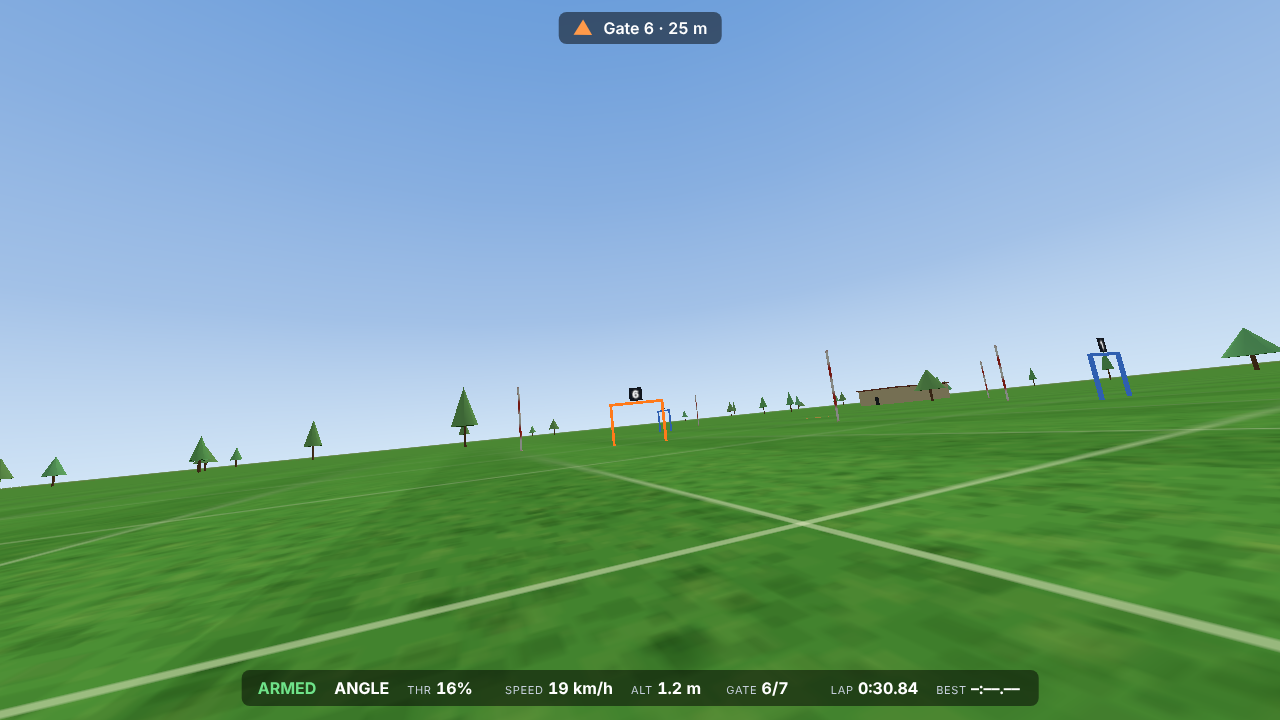 Gate 6 · 25 m
6
1
ARMED ANGLE THR 16% SPEED 19 km/h ALT 1.2 m GATE 6/7 LAP 0:30.84 BEST –:––.––